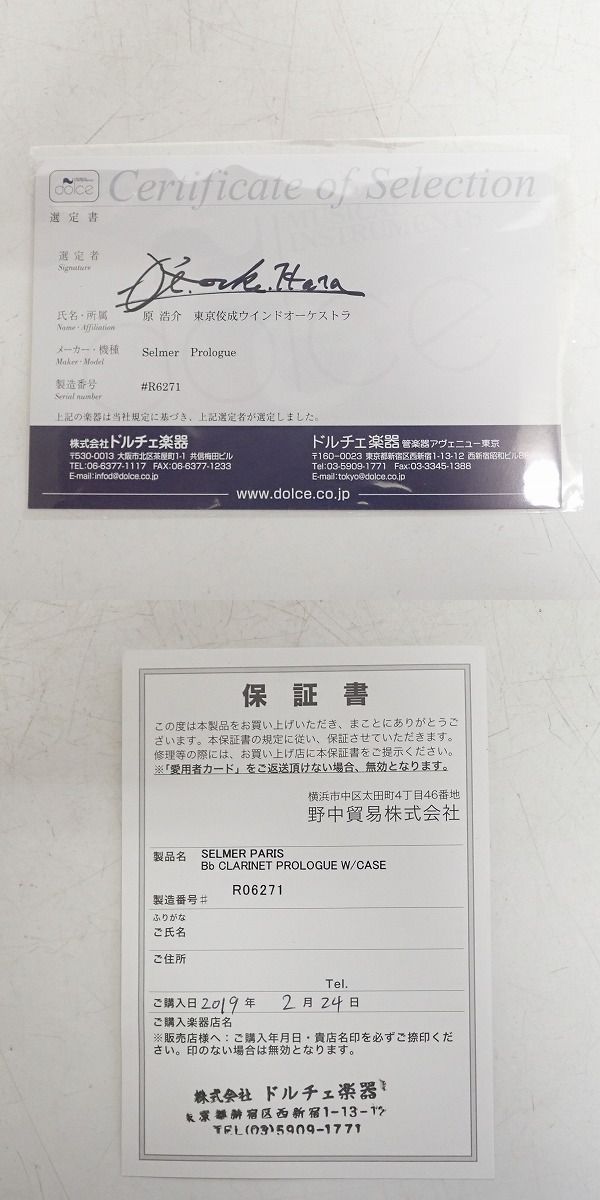 dolce
Certificate of Selection
選定書
選定者
Signature
氏名・所属 原 浩介 東京佼成ウインドオーケストラ
Name・Affiliation
メーカー・機種 Selmer Prologue
Maker・Model
製造番号 #R6271
Serial number
上記の楽器は当社規定に基づき、上記選定者が選定しました。
株式会社ドルチェ楽器
〒530-0013 大阪市北区茶屋町1-1 共信梅田ビル
TEL:06-6377-1117 FAX:06-6377-1233
E-mail:infod@dolce.co.jp
ドルチェ楽器 管楽器アヴェニュー東京
〒160-0023 東京都新宿区西新宿1-13-12 西新宿昭和ビル8F
Tel:03-5909-1771 Fax:03-3345-1388
E-mail:tokyo@dolce.co.jp
www.dolce.co.jp
保証書
この度は本製品をお買い上げいただき、まことにありがとうご
ざいます。本保証書の規定に従い、保証させていただきます。
修理等の際には、お買い上げ店に本保証書をご提示ください。
※「愛用者カード」をご返送頂けない場合、無効となります。
横浜市中区太田町4丁目46番地
野中貿易株式会社
製品名 SELMER PARIS
Bb CLARINET PROLOGUE W/CASE
製造番号# R06271
ふりがな
ご氏名
ご住所
Tel.
ご購入日 2019 年 2 月 24 日
ご購入楽器店名
※販売店様へ:ご購入年月日・貴店名印を必ずご捺印くだ
さい。印のない場合は無効となります。
株式会社 ドルチェ楽器
東京都新宿区西新宿1-13-12
TEL(03)5909-1771